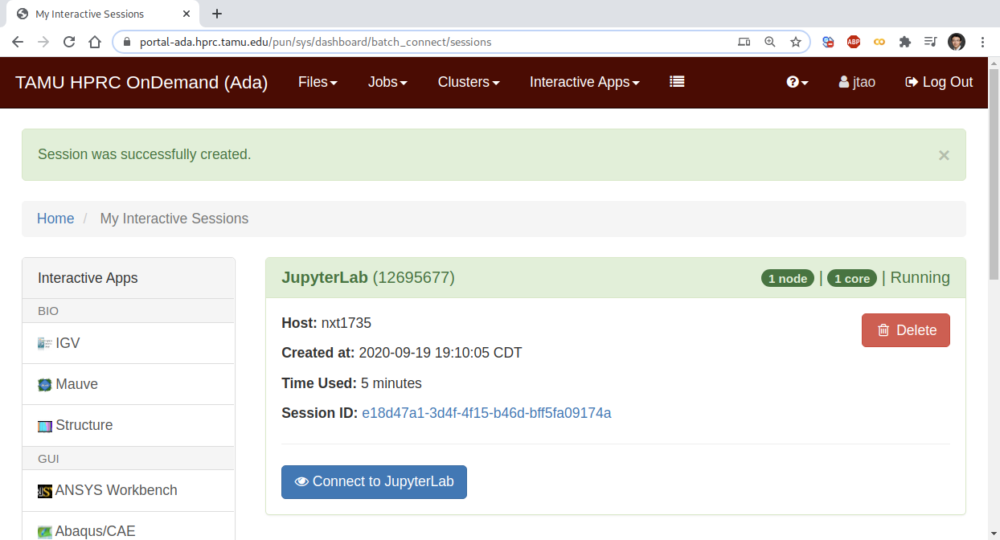 My Interactive Sessions
portal-ada.hprc.tamu.edu/pun/sys/dashboard/batch_connect/sessions
ABP
TAMU HPRC OnDemand (Ada) Files Jobs Clusters Interactive Apps ? jtao Log Out
Session was successfully created. ×
Home / My Interactive Sessions
Interactive Apps
BIO
IGV
Mauve
Structure
GUI
ANSYS Workbench
Abaqus/CAE
JupyterLab (12695677) 1 node | 1 core | Running
Host: nxt1735
Delete
Created at: 2020-09-19 19:10:05 CDT
Time Used: 5 minutes
Session ID: e18d47a1-3d4f-4f15-b46d-bff5fa09174a
Connect to JupyterLab